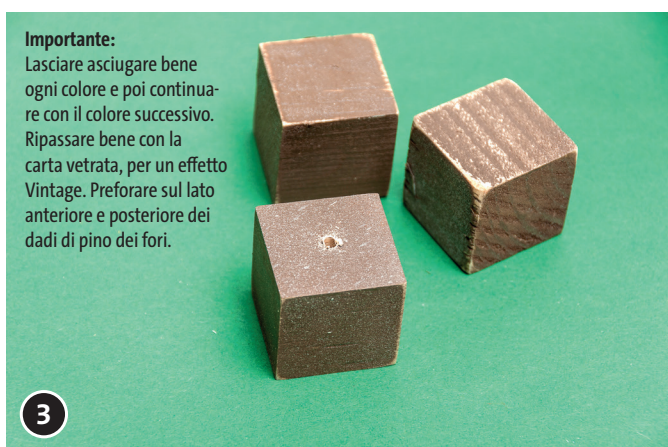 Importante:
Lasciare asciugare bene
ogni colore e poi continua-
re con il colore successivo.
Ripassare bene con la
carta vetrata, per un effetto
Vintage. Preforare sul lato
anteriore e posteriore dei
dadi di pino dei fori.
3